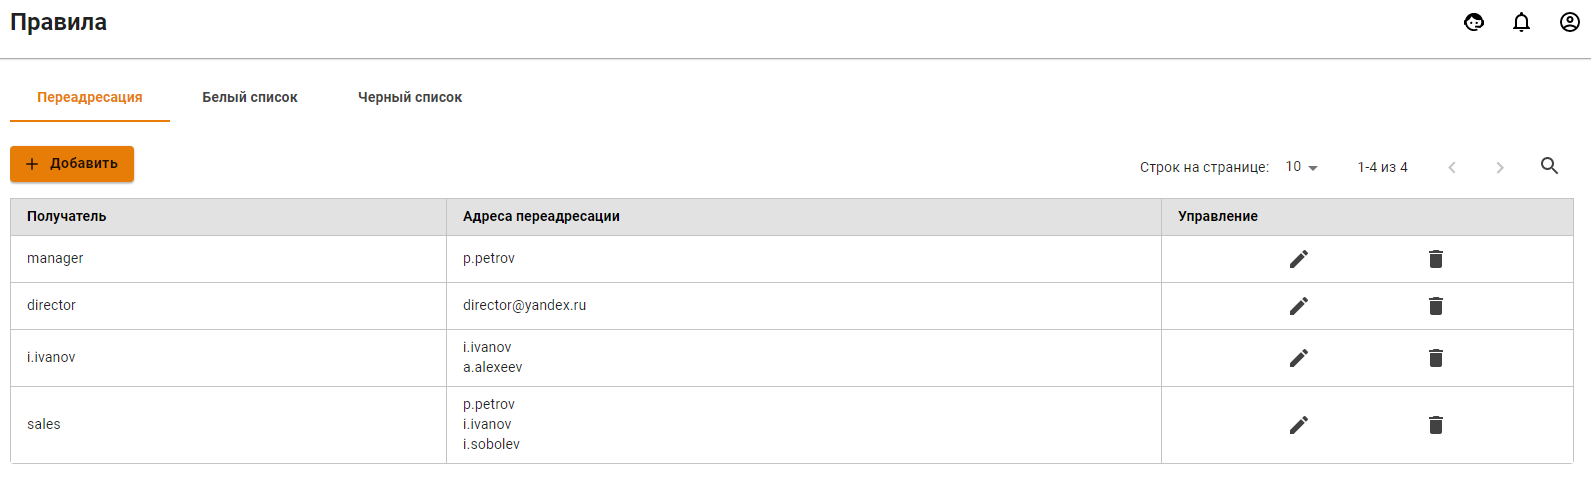 Правила
Переадресация Белый список Черный список
Добавить
Строк на странице: 10 1-4 из 4
Получатель Адреса переадресации Управление
manager p.petrov
director director@yandex.ru
i.ivanov i.ivanov
a.alexeev
sales p.petrov
i.ivanov
i.sobolev